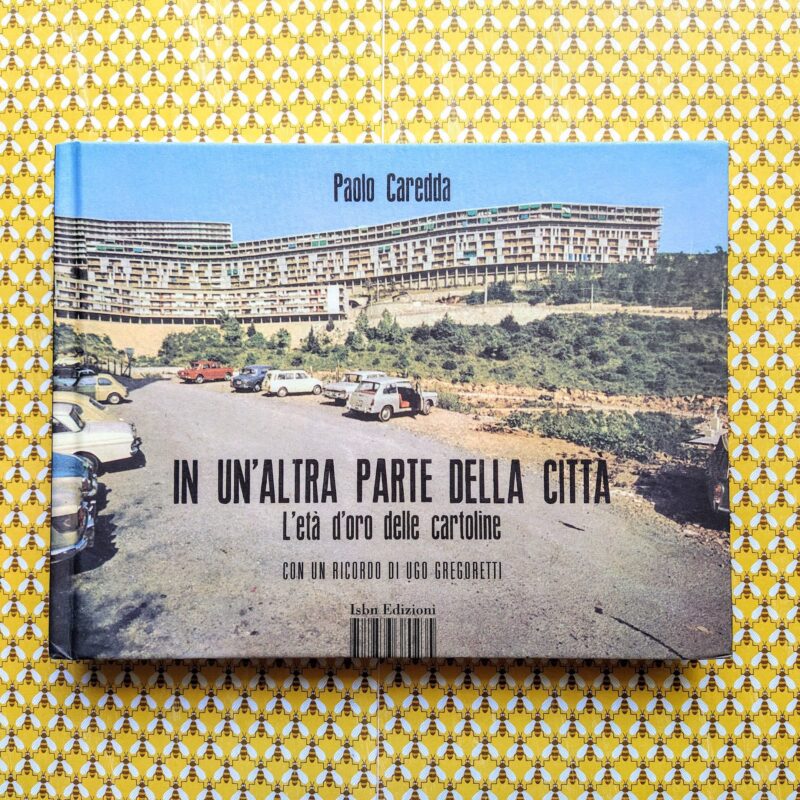 Paolo Caredda
IN UN'ALTRA PARTE DELLA CITTÀ
L'età d'oro delle cartoline
CON UN RICORDO DI UGO GREGORETTI
Isbn Edizioni